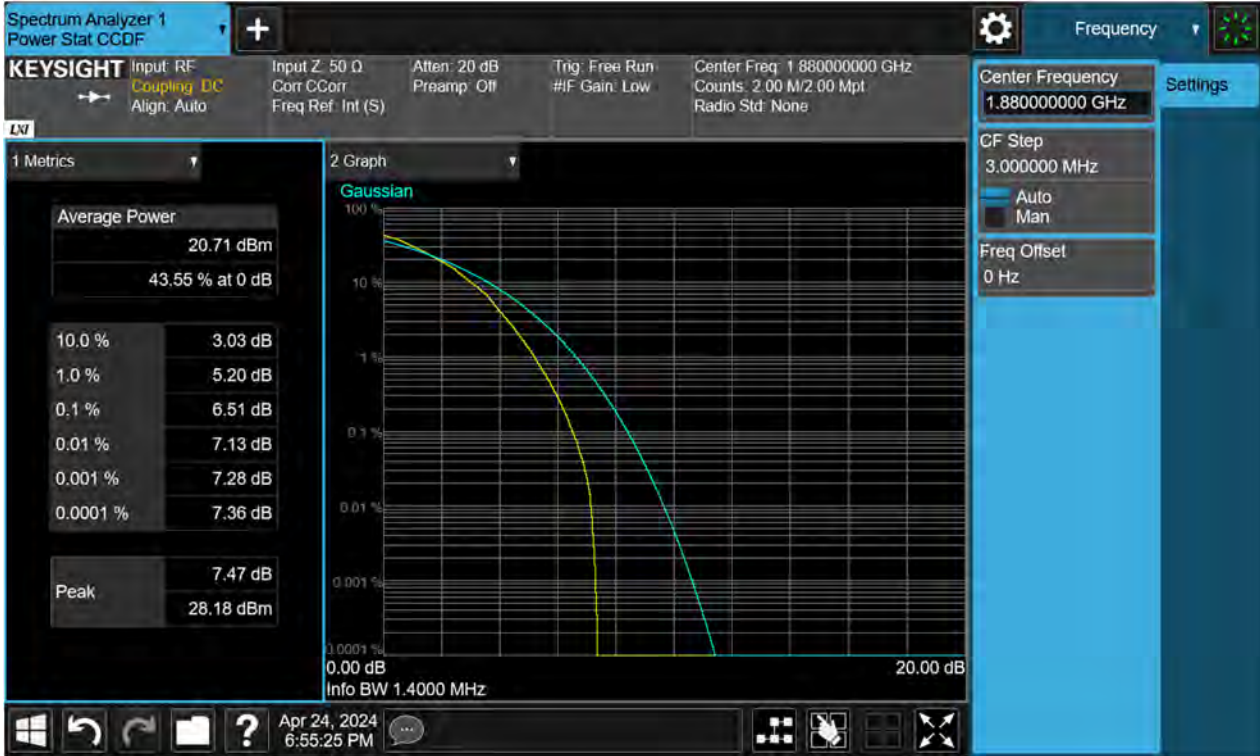 Spectrum Analyzer 1
Power Stat CCDF
+
Frequency
KEYSIGHT
Input: RF
Coupling: DC
Align: Auto
Input Z: 50 Ω
Corr CCorr
Freq Ref: Int (S)
Atten: 20 dB
Preamp: Off
Trig: Free Run
#IF Gain: Low
Center Freq: 1.880000000 GHz
Counts: 2.00 M/2.00 Mpt
Radio Std: None
LXI
Center Frequency
1.880000000 GHz
Settings
CF Step
3.000000 MHz
Auto
Man
Freq Offset
0 Hz
1 Metrics
Average Power
20.71 dBm
43.55 % at 0 dB
10.0 % 3.03 dB
1.0 % 5.20 dB
0.1 % 6.51 dB
0.01 % 7.13 dB
0.001 % 7.28 dB
0.0001 % 7.36 dB
Peak
7.47 dB
28.18 dBm
2 Graph
Gaussian
100 %
10 %
1 %
0.1 %
0.01 %
0.001 %
0.0001 %
0.00 dB 20.00 dB
Info BW 1.4000 MHz
?
Apr 24, 2024
6:55:25 PM